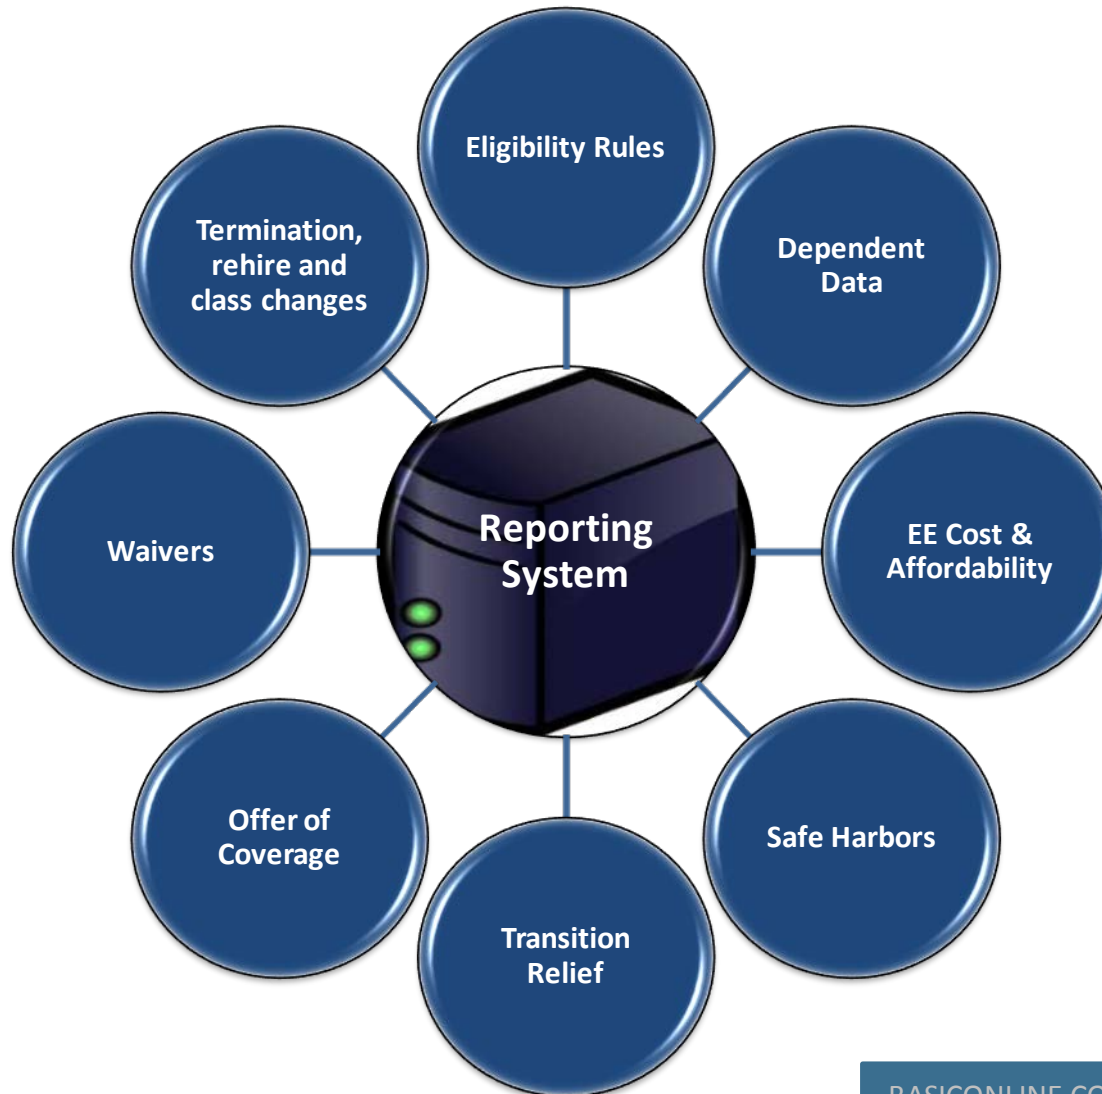 Eligibility Rules
Dependent
Data
EE Cost &
Affordability
Safe Harbors
Transition
Relief
Offer of
Coverage
Waivers
Termination,
rehire and
class changes
Reporting
System